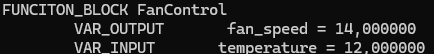 FUNCITON_BLOCK FanControl
VAR_OUTPUT fan_speed = 14,000000
VAR_INPUT temperature = 12,000000